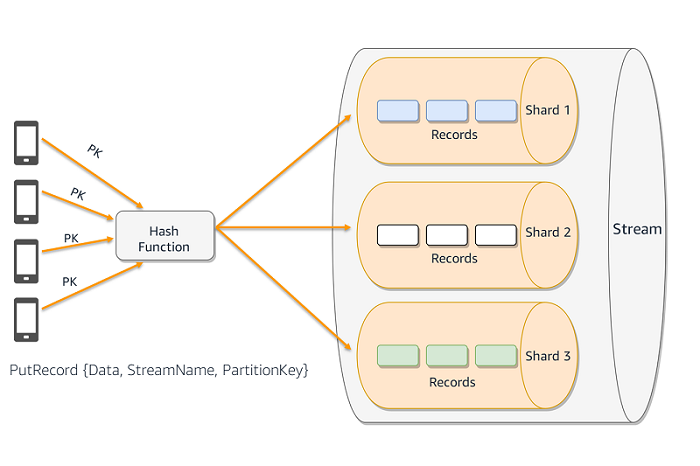 PK
PK
PK
PK
Hash
Function
Shard 1
Records
Shard 2
Records
Shard 3
Records
Stream
PutRecord {Data, StreamName, PartitionKey}